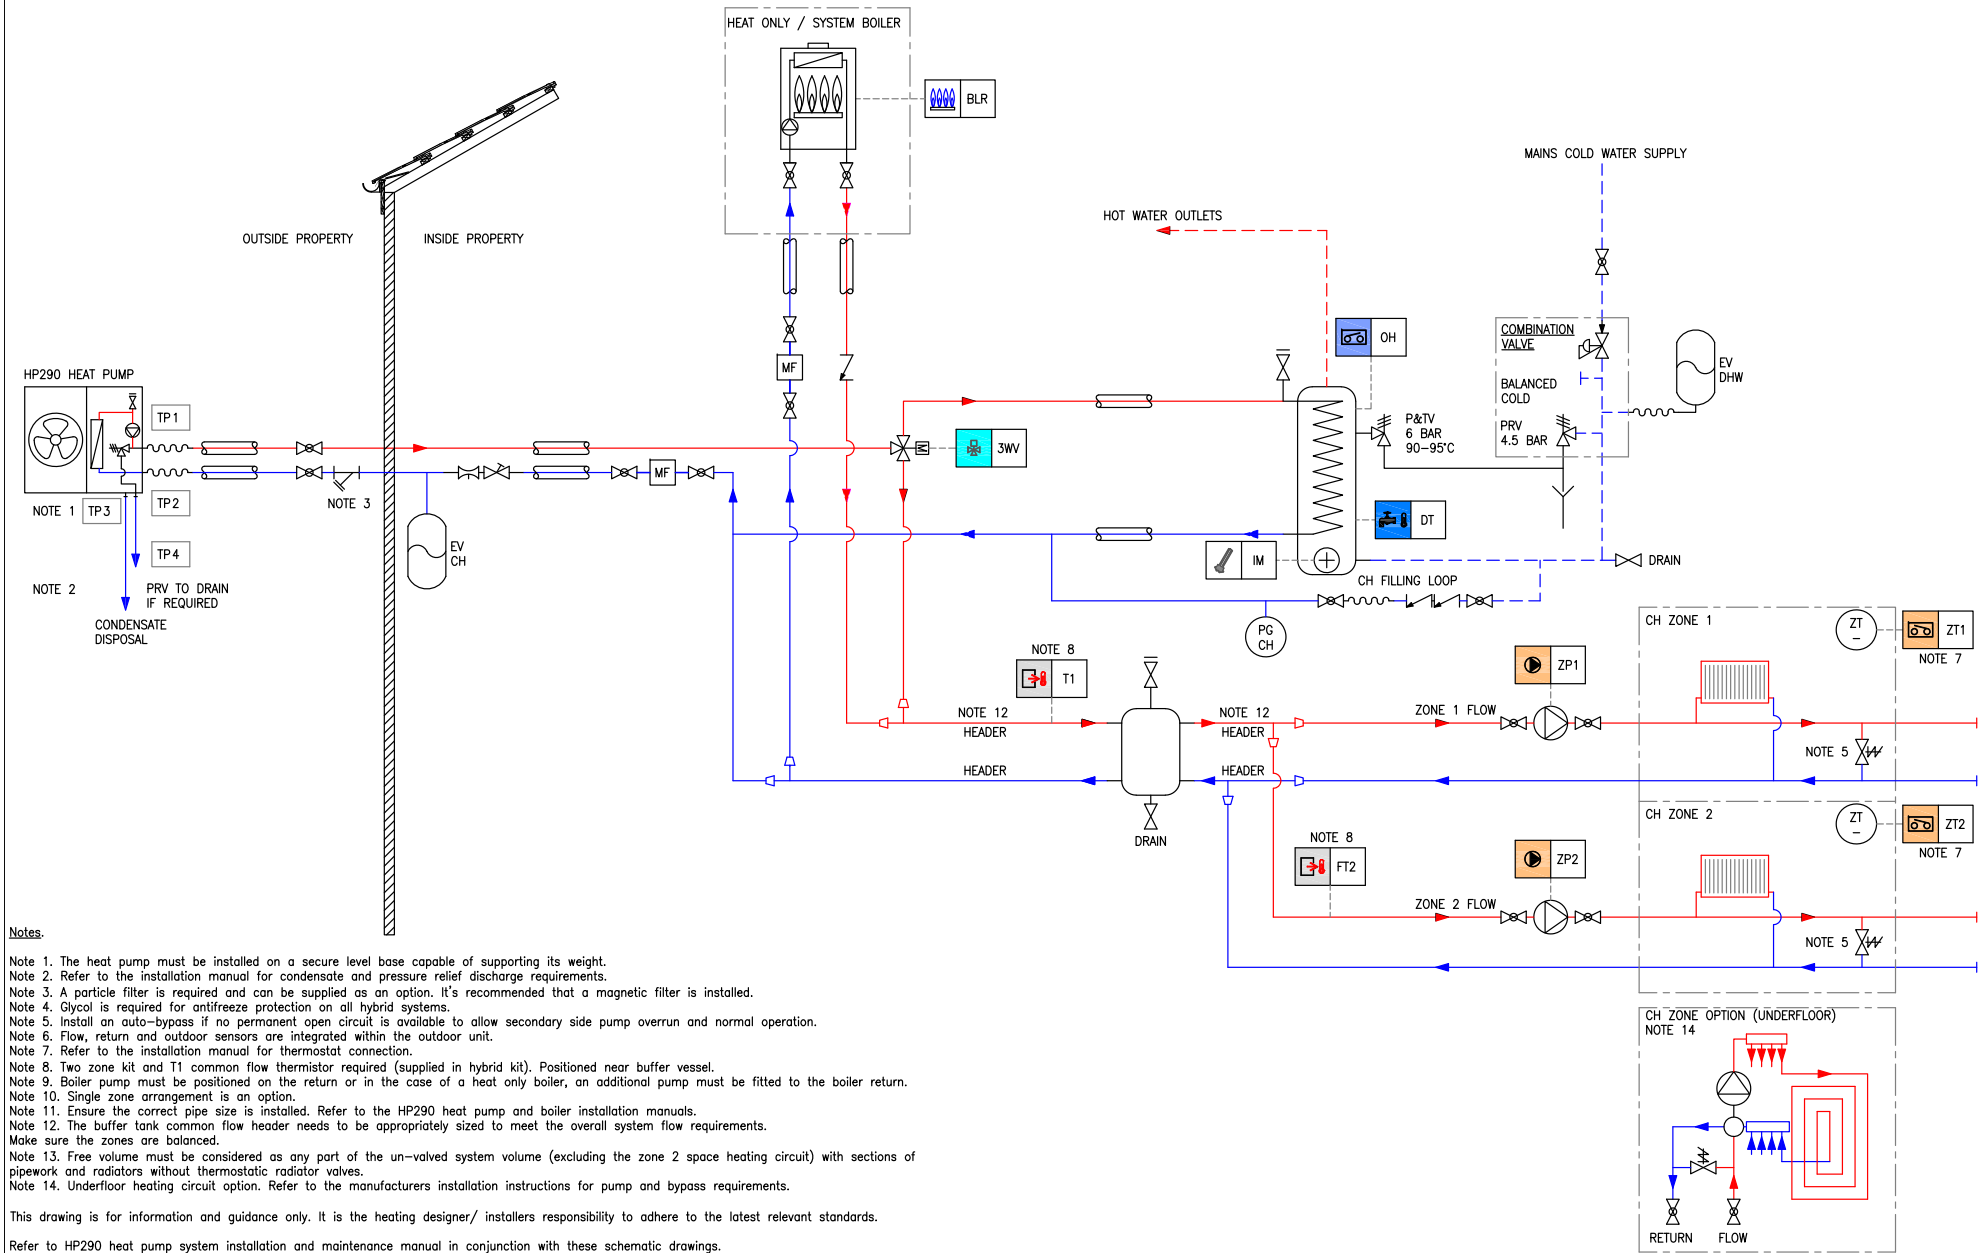 HEAT ONLY / SYSTEM BOILER
BLR
MAINS COLD WATER SUPPLY
HOT WATER OUTLETS
OUTSIDE PROPERTY
INSIDE PROPERTY
OH
COMBINATION
VALVE
BALANCED
COLD
PRV
4.5 BAR
EV
DHW
MF
HP290 HEAT PUMP
TP1
P&TV
6 BAR
90-95°C
M
3WV
MF
TP2
NOTE 3
NOTE 1
TP3
TP4
EV
CH
DT
IM
DRAIN
CH FILLING LOOP
NOTE 2
PRV TO DRAIN
IF REQUIRED
CONDENSATE
DISPOSAL
PG
CH
CH ZONE 1
ZT
-
ZT1
NOTE 7
NOTE 8
T1
ZP1
NOTE 12
HEADER
NOTE 12
HEADER
ZONE 1 FLOW
NOTE 5
HEADER
HEADER
DRAIN
CH ZONE 2
ZT
-
ZT2
NOTE 7
NOTE 8
FT2
ZP2
ZONE 2 FLOW
NOTE 5
Notes.
Note 1. The heat pump must be installed on a secure level base capable of supporting its weight.
Note 2. Refer to the installation manual for condensate and pressure relief discharge requirements.
Note 3. A particle filter is required and can be supplied as an option. It's recommended that a magnetic filter is installed.
Note 4. Glycol is required for antifreeze protection on all hybrid systems.
Note 5. Install an auto-bypass if no permanent open circuit is available to allow secondary side pump overrun and normal operation.
Note 6. Flow, return and outdoor sensors are integrated within the outdoor unit.
Note 7. Refer to the installation manual for thermostat connection.
Note 8. Two zone kit and T1 common flow thermistor required (supplied in hybrid kit). Positioned near buffer vessel.
Note 9. Boiler pump must be positioned on the return or in the case of a heat only boiler, an additional pump must be fitted to the boiler return.
Note 10. Single zone arrangement is an option.
Note 11. Ensure the correct pipe size is installed. Refer to the HP290 heat pump and boiler installation manuals.
Note 12. The buffer tank common flow header needs to be appropriately sized to meet the overall system flow requirements.
Make sure the zones are balanced.
Note 13. Free volume must be considered as any part of the un-valved system volume (excluding the zone 2 space heating circuit) with sections of
pipework and radiators without thermostatic radiator valves.
Note 14. Underfloor heating circuit option. Refer to the manufacturers installation instructions for pump and bypass requirements.
This drawing is for information and guidance only. It is the heating designer/ installers responsibility to adhere to the latest relevant standards.
Refer to HP290 heat pump system installation and maintenance manual in conjunction with these schematic drawings.
CH ZONE OPTION (UNDERFLOOR)
NOTE 14
RETURN
FLOW